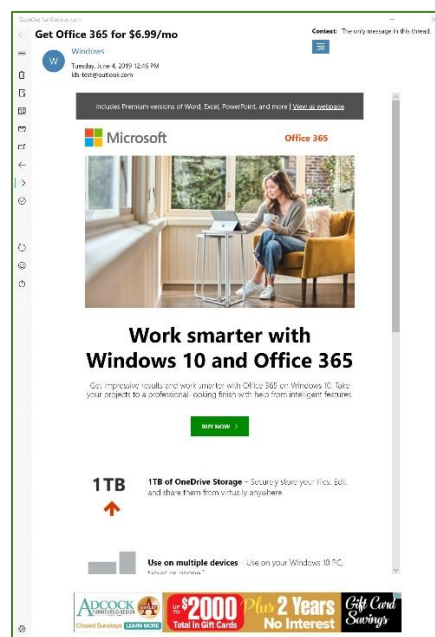 Get Office 365 for $6.99/mo
Context: The only message in this thread.
W
Windows
Tuesday, June 4, 2019 12:45 PM
lds-test@outlook.com
Includes Premium versions of Word, Excel, PowerPoint, and more | View as webpage
Microsoft
Office 365
Work smarter with
Windows 10 and Office 365
Get impressive results and work smarter with Office 365 on Windows 10. Take
your projects to a professional looking finish with help from intelligent features.
BUY NOW >
1TB
1TB of OneDrive Storage – Securely store your files. Edit
and share them from virtually anywhere.
Use on multiple devices – Use on your Windows 10 PC,
ADCOCK
FURNITURE & DESIGN
OUTLET
Closed Sundays LEARN MORE
UP TO $2000
Total in Gift Cards
Plus 2 Years
No Interest
Gift Card
Savings